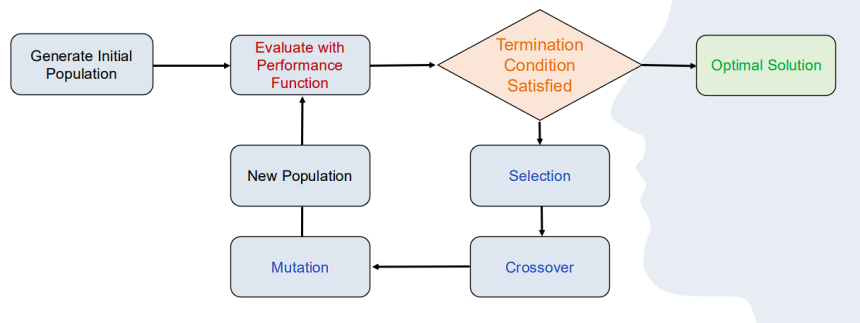 Generate Initial
Population
Evaluate with
Performance
Function
Termination
Condition
Satisfied
Optimal Solution
New Population
Selection
Mutation
Crossover